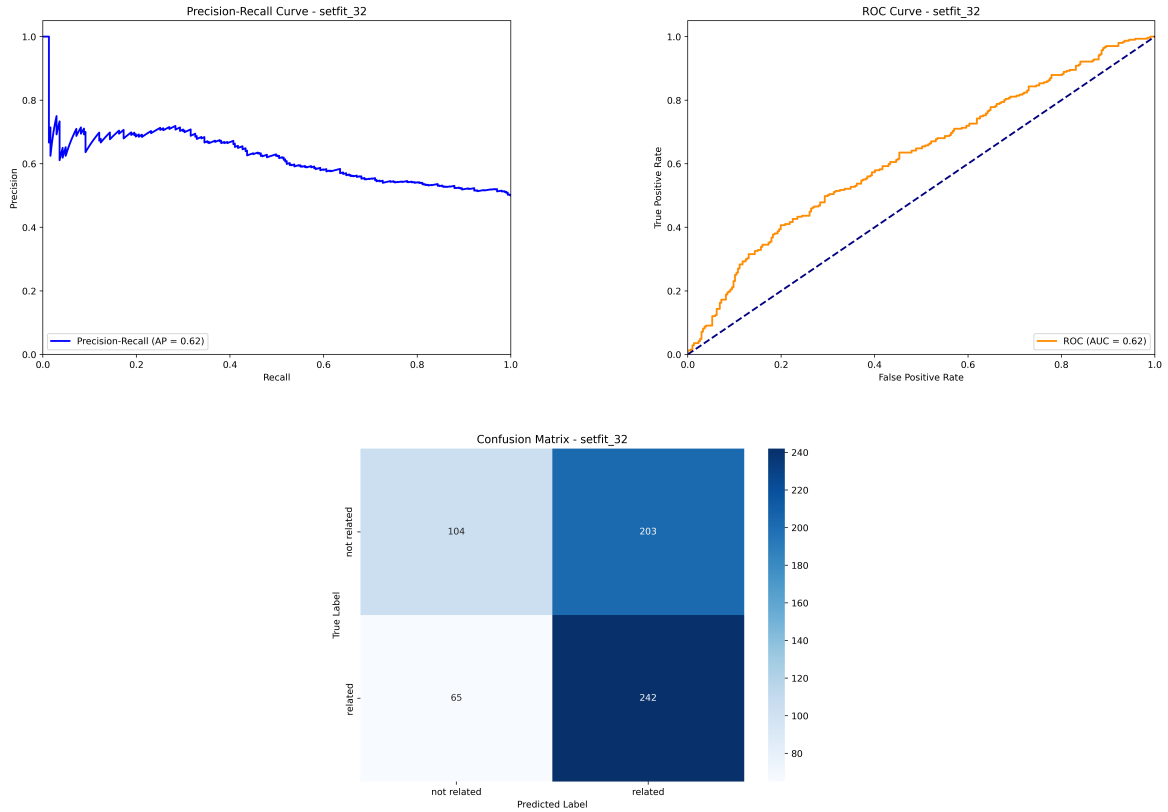 Precision-Recall Curve - setfit_32
1.0
0.8
0.6
0.4
0.2
0.0
Precision
Precision-Recall (AP = 0.62)
0.0 0.2 0.4 0.6 0.8 1.0
Recall
ROC Curve - setfit_32
1.0
0.8
0.6
0.4
0.2
0.0
True Positive Rate
ROC (AUC = 0.62)
0.0 0.2 0.4 0.6 0.8 1.0
False Positive Rate
Confusion Matrix - setfit_32
True Label
not related
104 203
related
65 242
not related related
Predicted Label
240
220
200
180
160
140
120
100
80